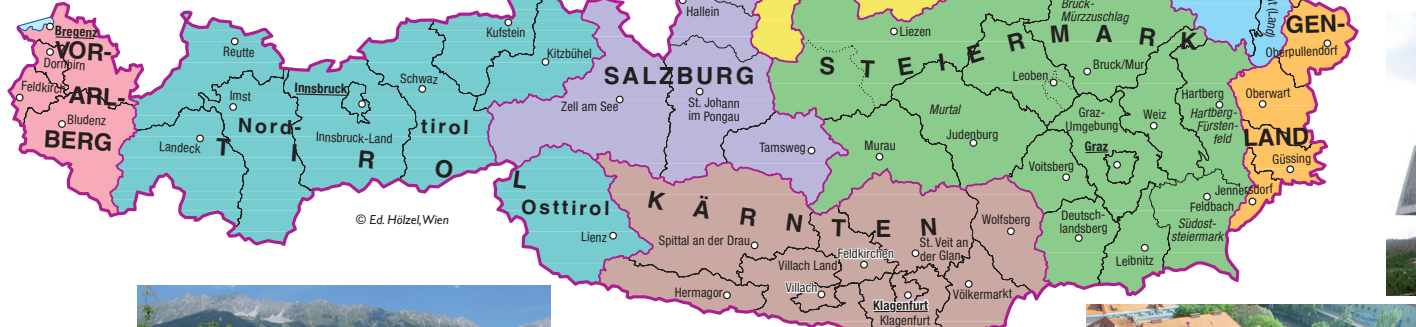 Bregenz
VOR-
Dornbirn
Feldkirch
ARL-
Bludenz
BERG
Reutte
Imst
Innsbruck
Nord-
tirol
Innsbruck-Land
Landeck
Schwaz
Kufstein
Kitzbühel
T I R O L
Osttirol
Lienz
© Ed. Hölzel, Wien
Hallein
SALZBURG
Zell am See
St. Johann
im Pongau
Tamsweg
Liezen
STEIERMARK
Bruck-
Mürzzuschlag
Leoben
Bruck/Mur
Murtal
Judenburg
Murau
Graz-
Umgebung
Graz
Weiz
Voitsberg
Hartberg
Hartberg-
Fürsten-
feld
Deutsch-
landsberg
Leibnitz
Feldbach
Südost-
steiermark
(Land)
GEN-
Oberpullendorf
Oberwart
LAND
Güssing
Jennersdorf
KÄRNTEN
Spittal an der Drau
Hermagor
Villach Land
Villach
Feldkirchen
St. Veit an
der Glan
Wolfsberg
Völkermarkt
Klagenfurt
Klagenfurt